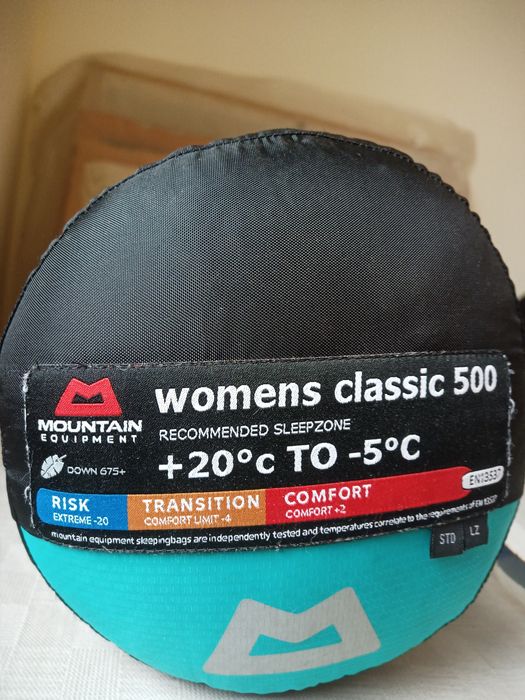 womens classic 500
MOUNTAIN
EQUIPMENT
RECOMMENDED SLEEPZONE
+20°c TO -5°C
DOWN 675+
EN13537
RISK
EXTREME -20
TRANSITION
COMFORT LIMIT -4
COMFORT
COMFORT +2
mountain equipment sleepingbags are independently tested and temperatures correlate to the requirements of EN 13537
STD LZ